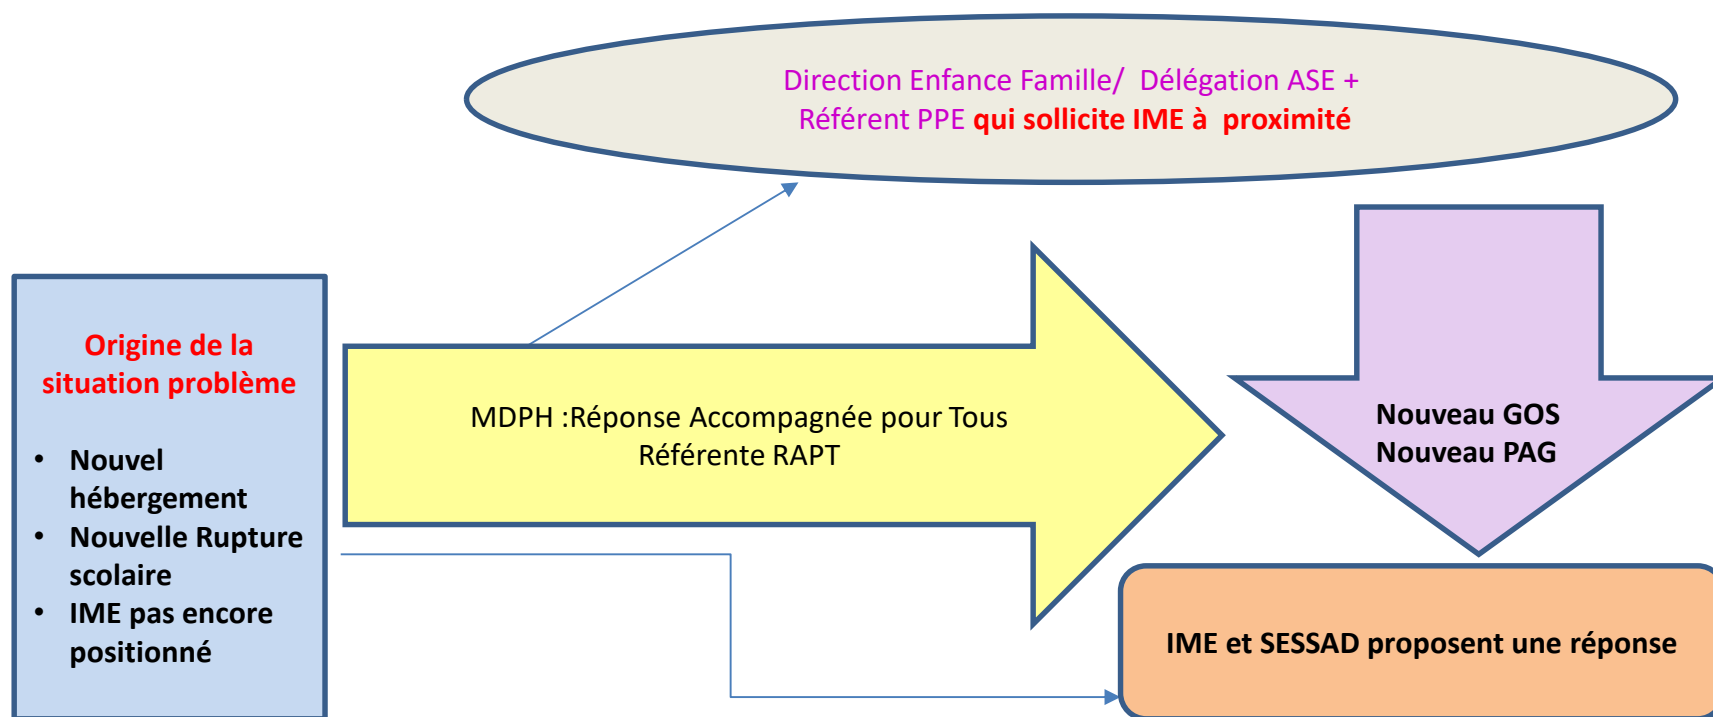 Direction Enfance Famille/  Délégation ASE +
Référent PPE qui sollicite IME à  proximité
Origine de la
situation problème
• Nouvel
hébergement
• Nouvelle Rupture
scolaire
• IME pas encore
positionné
MDPH :Réponse Accompagnée pour Tous
Référente RAPT
Nouveau GOS
Nouveau PAG
IME et SESSAD proposent une réponse